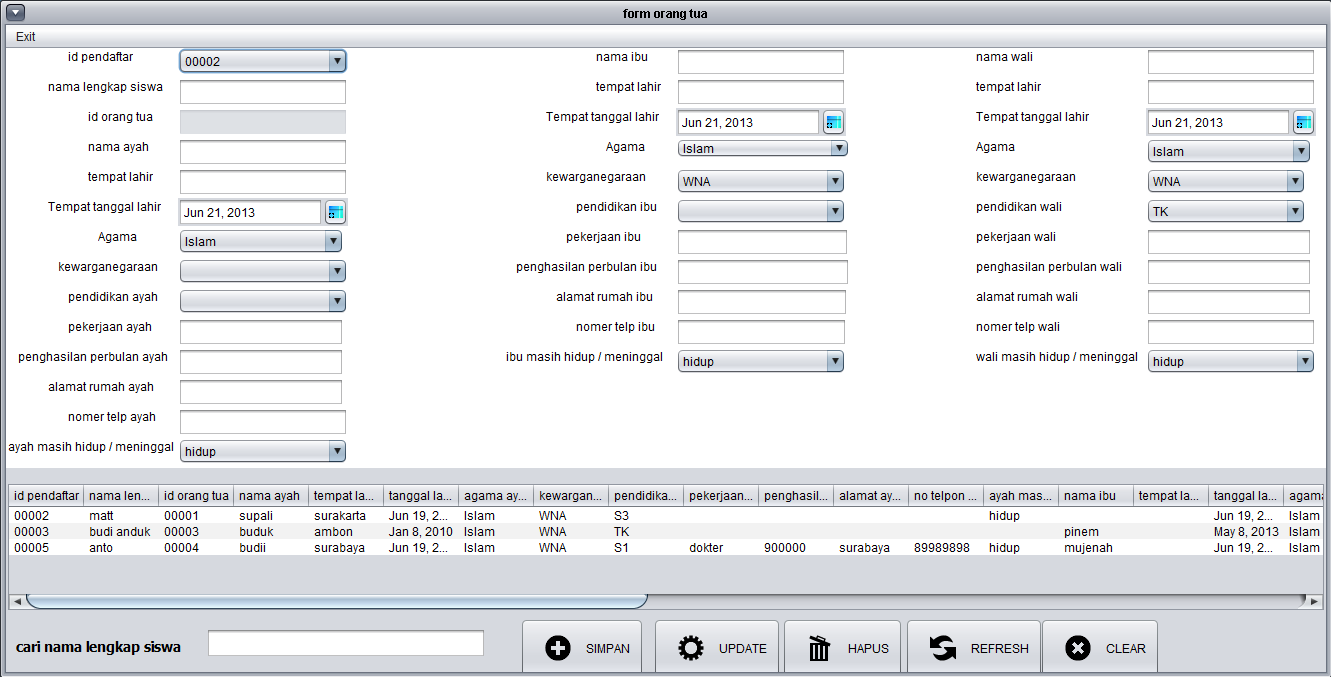 form orang tua
Exit
id pendaftar 00002
nama lengkap siswa
id orang tua
nama ayah
tempat lahir
Tempat tanggal lahir Jun 21, 2013
Agama Islam
kewarganegaraan
pendidikan ayah
pekerjaan ayah
penghasilan perbulan ayah
alamat rumah ayah
nomer telp ayah
ayah masih hidup / meninggal hidup
nama ibu
tempat lahir
Tempat tanggal lahir Jun 21, 2013
Agama Islam
kewarganegaraan WNA
pendidikan ibu
pekerjaan ibu
penghasilan perbulan ibu
alamat rumah ibu
nomer telp ibu
ibu masih hidup / meninggal hidup
nama wali
tempat lahir
Tempat tanggal lahir Jun 21, 2013
Agama Islam
kewarganegaraan WNA
pendidikan wali TK
pekerjaan wali
penghasilan perbulan wali
alamat rumah wali
nomer telp wali
wali masih hidup / meninggal hidup
id pendaftar nama len... id orang tua nama ayah tempat la... tanggal la... agama ay... kewargan... pendidika... pekerjaan... penghasil... alamat ay... no telpon ... ayah mas... nama ibu tempat la... tanggal la... agama
00002 matt 00001 supali surakarta Jun 19, 2... Islam WNA S3 hidup Jun 19, 2... Islam
00003 budi anduk 00003 buduk ambon Jan 8, 2010 Islam WNA TK pinem May 8, 2013 Islam
00005 anto 00004 budii surabaya Jun 19, 2... Islam WNA S1 dokter 900000 surabaya 89989898 hidup mujenah Jun 19, 2... Islam
cari nama lengkap siswa SIMPAN UPDATE HAPUS REFRESH CLEAR